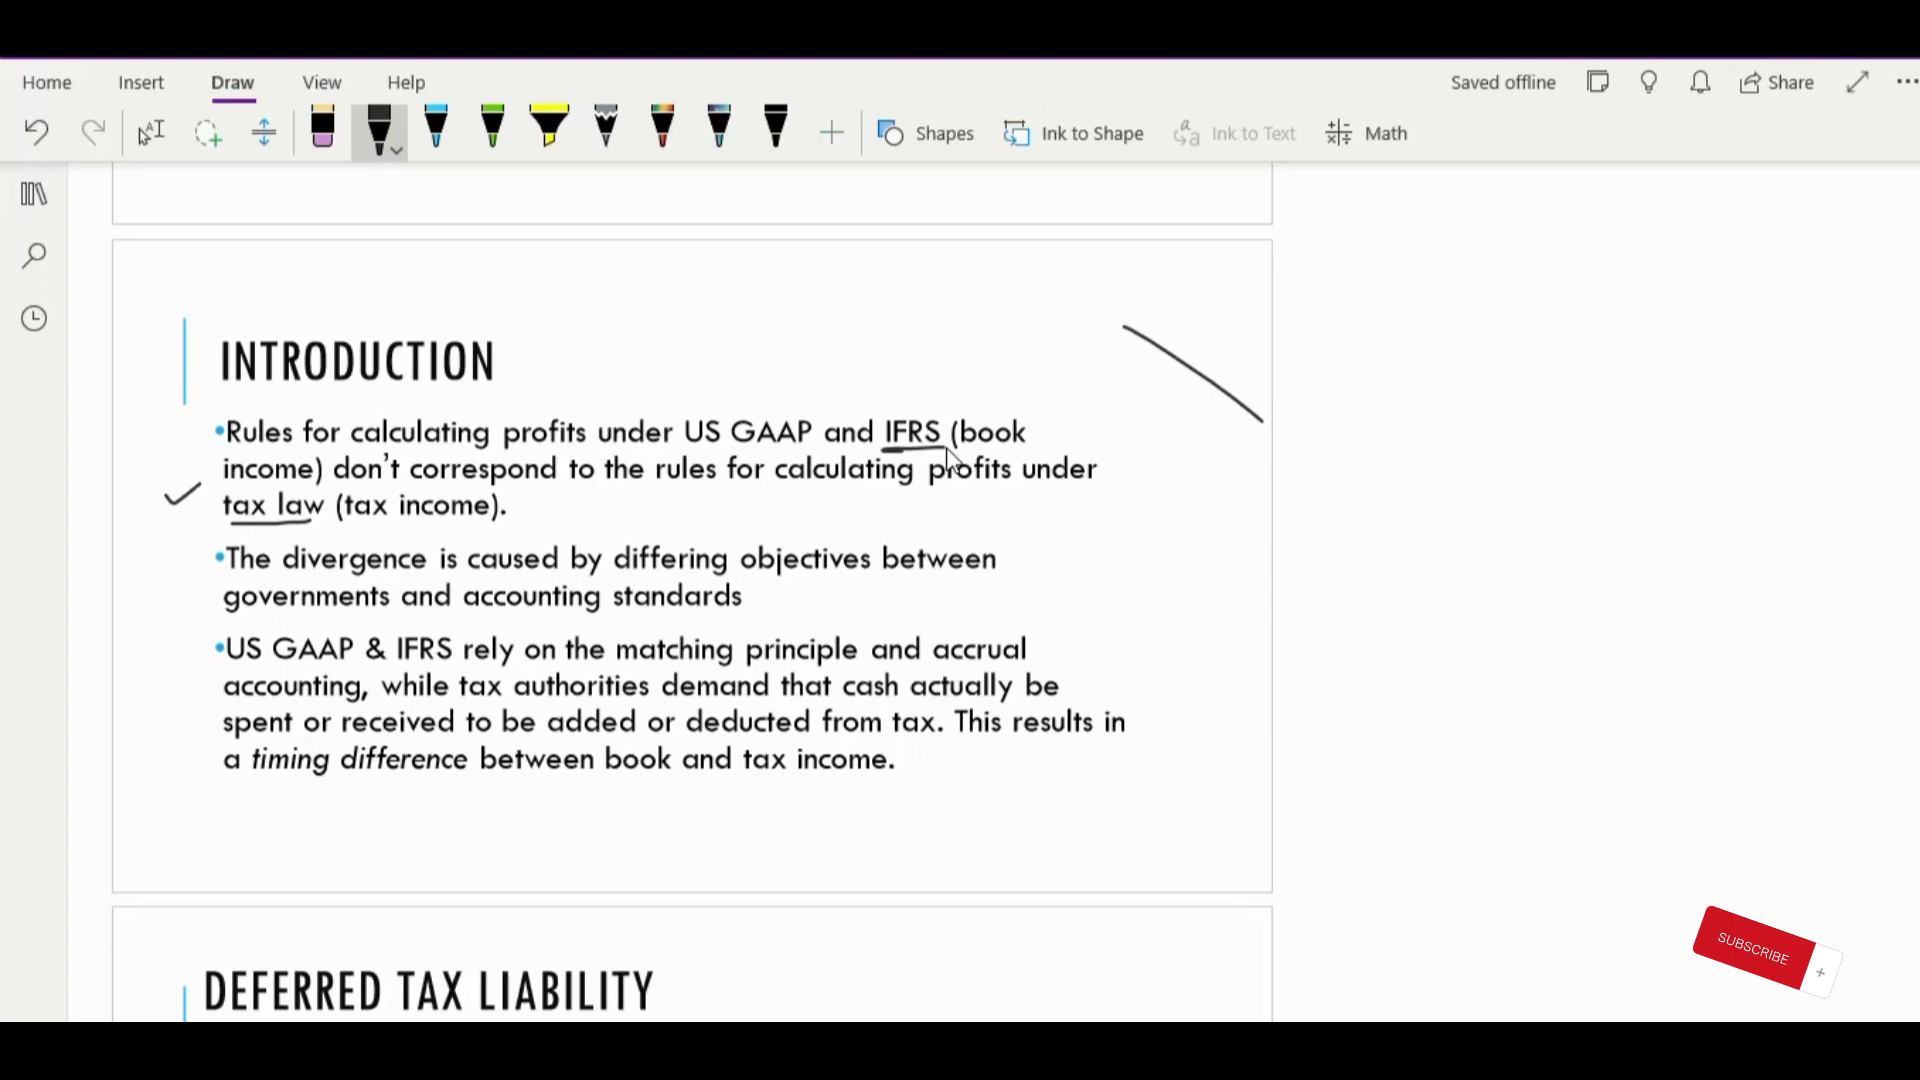 Home Insert Draw View Help Saved offline Share
Shapes Ink to Shape Ink to Text Math
INTRODUCTION
•Rules for calculating profits under US GAAP and IFRS (book
income) don't correspond to the rules for calculating profits under
tax law (tax income).
•The divergence is caused by differing objectives between
governments and accounting standards
•US GAAP & IFRS rely on the matching principle and accrual
accounting, while tax authorities demand that cash actually be
spent or received to be added or deducted from tax. This results in
a timing difference between book and tax income.
SUBSCRIBE +
DEFERRED TAX LIABILITY